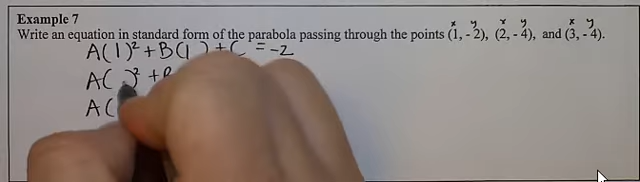 Example 7
x y x y x y
Write an equation in standard form of the parabola passing through the points (1, - 2), (2, - 4), and (3, - 4).
A(1)² + B(1) + C = -2
A( )² +
A(